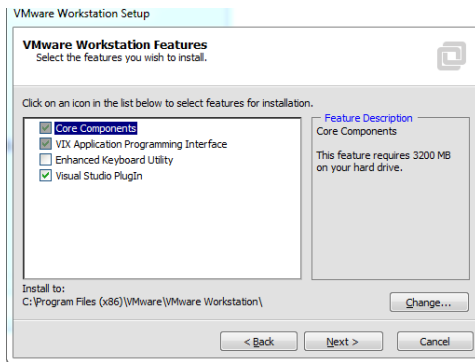 VMware Workstation Setup
VMware Workstation Features
Select the features you wish to install.
Click on an icon in the list below to select features for installation.
Core Components
VIX Application Programming Interface
Enhanced Keyboard Utility
Visual Studio PlugIn
Feature Description
Core Components
This feature requires 3200 MB
on your hard drive.
Install to:
C:\Program Files (x86)\VMware\VMware Workstation\
Change...
< Back
Next >
Cancel